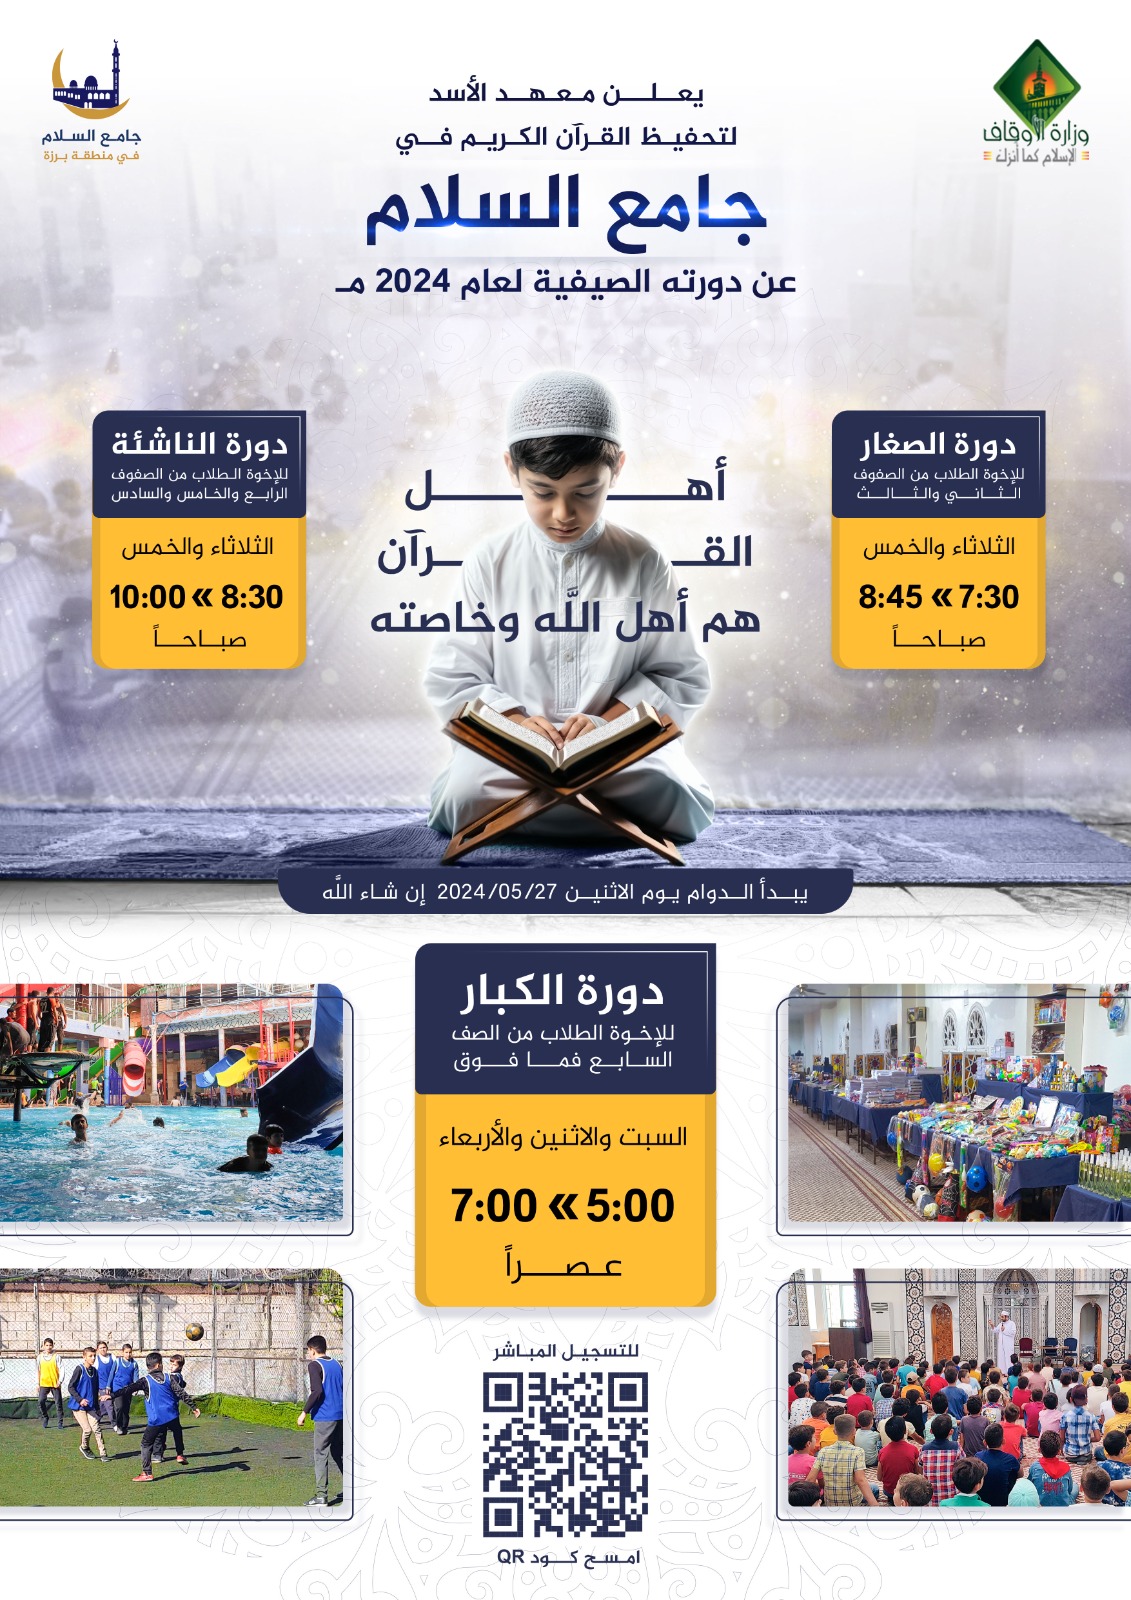 جامع السلام
في منطقة برزة
وزارة الأوقاف
الإسلام كما أنزل
يعلن معهد الأسد
لتحفيظ القرآن الكريم في
جامع السلام
عن دورته الصيفية لعام 2024 مـ
دورة الصغار
للإخوة الطلاب من الصفوف
الثاني والثالث
الثلاثاء والخمس
7:30 » 8:45
صباحاً
أهل
القرآن
هم أهل الله وخاصته
دورة الناشئة
للإخوة الطلاب من الصفوف
الرابع والخامس والسادس
الثلاثاء والخمس
8:30 » 10:00
صباحاً
يبدأ الدوام يوم الاثنين 2024/05/27 إن شاء الله
دورة الكبار
للإخوة الطلاب من الصف
السابع فما فوق
السبت والاثنين والأربعاء
5:00 » 7:00
عصراً
للتسجيل المباشر
امسح كود QR